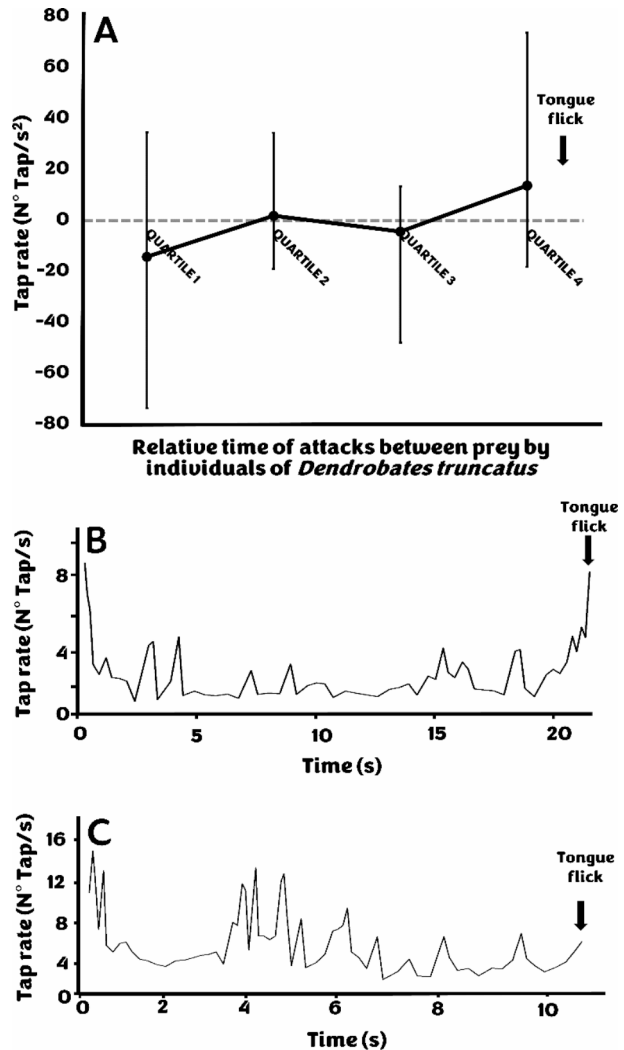 A
80
60
40
20
0
-20
-40
-60
-80
Tap rate (N° Tap/s²)
Tongue
flick
QUARTILE 1
QUARTILE 2
QUARTILE 3
QUARTILE 4
Relative time of attacks between prey by
individuals of Dendrobates truncatus
B
Tongue
flick
8
4
0
Tap rate (N° Tap/s)
0 5 10 15 20
Time (s)
C
16
12
8
4
0
Tap rate (N° Tap/s)
Tongue
flick
0 2 4 6 8 10
Time (s)